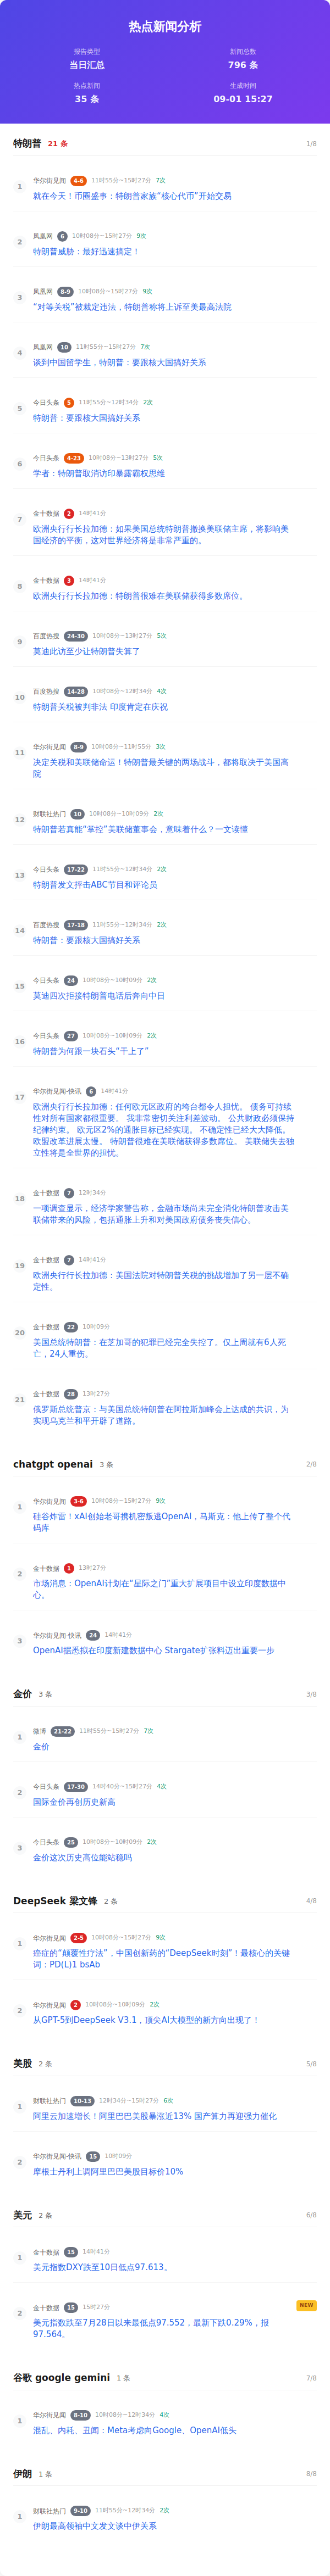 热点新闻分析
报告类型
新闻总数
当日汇总
796 条
热点新闻
生成时间
35 条
09-01 15:27
特朗普 21 条 1/8
1
华尔街见闻 4-6 11时55分~15时27分 7次
就在今天！币圈盛事：特朗普家族“核心代币”开始交易
2
凤凰网 6 10时08分~15时27分 9次
特朗普威胁：最好迅速搞定！
3
凤凰网 8-9 10时08分~15时27分 9次
“对等关税”被裁定违法，特朗普称将上诉至美最高法院
4
凤凰网 10 11时55分~15时27分 7次
谈到中国留学生，特朗普：要跟核大国搞好关系
5
今日头条 5 11时55分~12时34分 2次
特朗普：要跟核大国搞好关系
6
今日头条 4-23 10时08分~13时27分 5次
学者：特朗普取消访印暴露霸权思维
7
金十数据 2 14时41分
欧洲央行行长拉加德：如果美国总统特朗普撤换美联储主席，将影响美
国经济的平衡，这对世界经济将是非常严重的。
8
金十数据 3 14时41分
欧洲央行行长拉加德：特朗普很难在美联储获得多数席位。
9
百度热搜 24-30 10时08分~13时27分 5次
莫迪此访至少让特朗普失算了
10
百度热搜 14-28 10时08分~12时34分 4次
特朗普关税被判非法 印度肯定在庆祝
11
华尔街见闻 8-9 10时08分~11时55分 3次
决定关税和美联储命运！特朗普最关键的两场战斗，都将取决于美国高
院
12
财联社热门 10 10时08分~10时09分 2次
特朗普若真能“掌控”美联储董事会，意味着什么？一文读懂
13
今日头条 17-22 11时55分~12时34分 2次
特朗普发文抨击ABC节目和评论员
14
百度热搜 17-18 11时55分~12时34分 2次
特朗普：要跟核大国搞好关系
15
今日头条 24 10时08分~10时09分 2次
莫迪四次拒接特朗普电话后奔向中日
16
今日头条 27 10时08分~10时09分 2次
特朗普为何跟一块石头“干上了”
17
华尔街见闻-快讯 6 14时41分
欧洲央行行长拉加德：任何欧元区政府的垮台都令人担忧。 债务可持续
性对所有国家都很重要。 我非常密切关注利差波动。 公共财政必须保持
纪律约束。 欧元区2%的通胀目标已经实现。 不确定性已经大大降低。
欧盟改革进展太慢。 特朗普很难在美联储获得多数席位。 美联储失去独
立性将是全世界的担忧。
18
金十数据 7 12时34分
一项调查显示，经济学家警告称，金融市场尚未完全消化特朗普攻击美
联储带来的风险，包括通胀上升和对美国政府债务丧失信心。
19
金十数据 7 14时41分
欧洲央行行长拉加德：美国法院对特朗普关税的挑战增加了另一层不确
定性。
20
金十数据 22 10时09分
美国总统特朗普：在芝加哥的犯罪已经完全失控了。仅上周就有6人死
亡，24人重伤。
21
金十数据 28 13时27分
俄罗斯总统普京：与美国总统特朗普在阿拉斯加峰会上达成的共识，为
实现乌克兰和平开辟了道路。
chatgpt openai 3 条 2/8
1
华尔街见闻 3-6 10时08分~15时27分 9次
硅谷炸雷！xAI创始老哥携机密叛逃OpenAI，马斯克：他上传了整个代
码库
2
金十数据 1 13时27分
市场消息：OpenAI计划在“星际之门”重大扩展项目中设立印度数据中
心。
3
华尔街见闻-快讯 24 14时41分
OpenAI据悉拟在印度新建数据中心 Stargate扩张料迈出重要一步
金价 3 条 3/8
1
微博 21-22 11时55分~15时27分 7次
金价
2
今日头条 17-30 14时40分~15时27分 4次
国际金价再创历史新高
3
今日头条 25 10时08分~10时09分 2次
金价这次历史高位能站稳吗
DeepSeek 梁文锋 2 条 4/8
1
华尔街见闻 2-5 10时08分~15时27分 9次
癌症的“颠覆性疗法”，中国创新药的“DeepSeek时刻”！最核心的关键
词：PD(L)1 bsAb
2
华尔街见闻 2 10时08分~10时09分 2次
从GPT-5到DeepSeek V3.1，顶尖AI大模型的新方向出现了！
美股 2 条 5/8
1
财联社热门 10-13 12时34分~15时27分 6次
阿里云加速增长！阿里巴巴美股暴涨近13% 国产算力再迎强力催化
2
华尔街见闻-快讯 15 10时09分
摩根士丹利上调阿里巴巴美股目标价10%
美元 2 条 6/8
1
金十数据 15 14时41分
美元指数DXY跌至10日低点97.613。
2
金十数据 15 15时27分 NEW
美元指数跌至7月28日以来最低点97.552，最新下跌0.29%，报
97.564。
谷歌 google gemini 1 条 7/8
1
华尔街见闻 8-10 10时08分~12时34分 4次
混乱、内耗、丑闻：Meta考虑向Google、OpenAI低头
伊朗 1 条 8/8
1
财联社热门 9-10 11时55分~12时34分 2次
伊朗最高领袖中文发文谈中伊关系